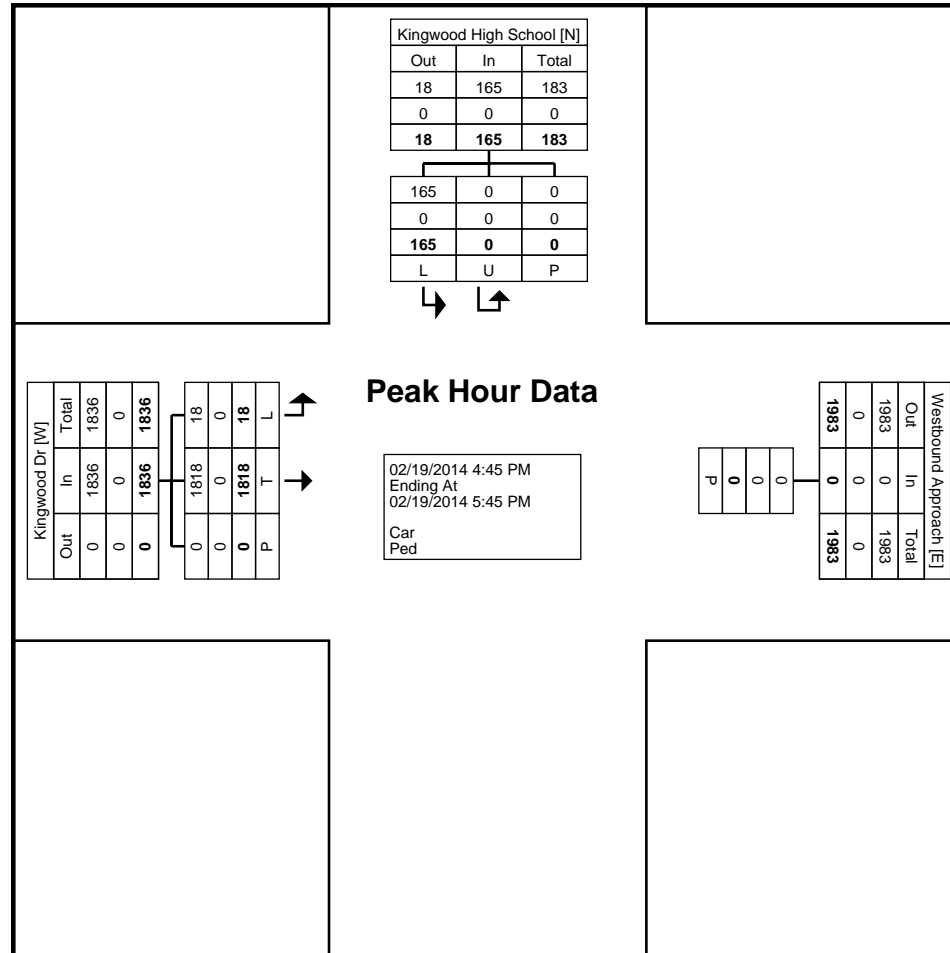 Kingwood High School [N]
Out In Total
18 165 183
0 0 0
18 165 183
165 0 0
0 0 0
165 0 0
L U P
Peak Hour Data
02/19/2014 4:45 PM
Ending At
02/19/2014 5:45 PM
Car
Ped
Kingwood Dr [W]
Out In Total
0 1836 1836
0 0 0
0 1836 1836
0 1818 18
0 0 0
0 1818 18
P T L
Westbound Approach [E]
Out In Total
1983 0 1983
0 0 0
1983 0 1983
0
0
0
P